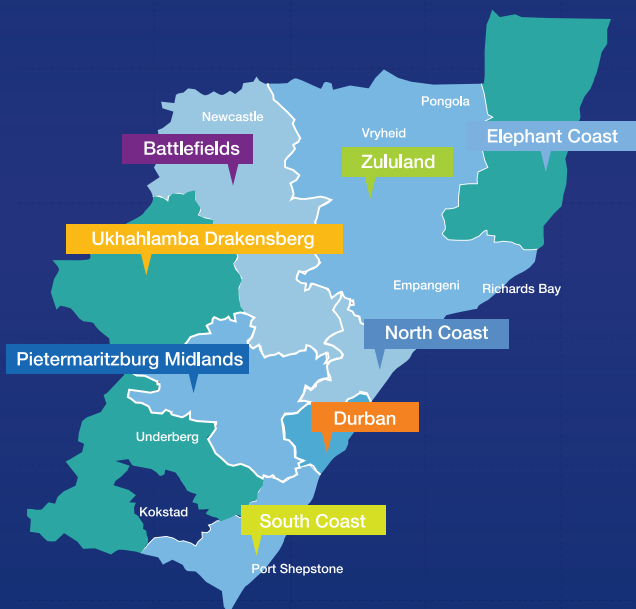 Pongola
Newcastle
Vryheid
Elephant Coast
Battlefields
Zululand
Ukhahlamba Drakensberg
Empangeni
Richards Bay
North Coast
Pietermaritzburg Midlands
Durban
Underberg
Kokstad
South Coast
Port Shepstone